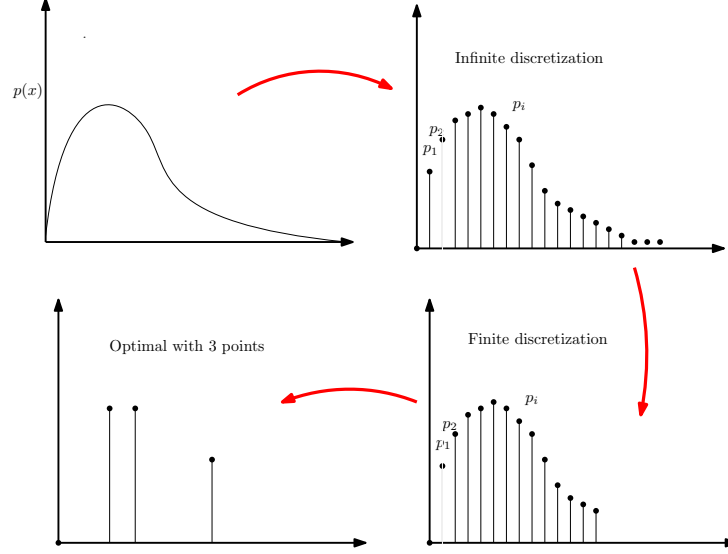 p(x)
Infinite discretization
p_i
p_2
p_1
Optimal with 3 points
Finite discretization
p_i
p_2
p_1